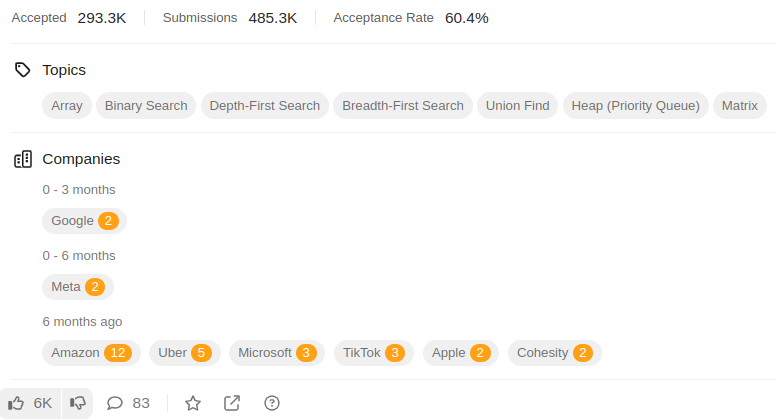 Accepted 293.3K Submissions 485.3K Acceptance Rate 60.4%
Topics
Array Binary Search Depth-First Search Breadth-First Search Union Find Heap (Priority Queue) Matrix
Companies
0 - 3 months
Google 2
0 - 6 months
Meta 2
6 months ago
Amazon 12 Uber 5 Microsoft 3 TikTok 3 Apple 2 Cohesity 2
6K 83